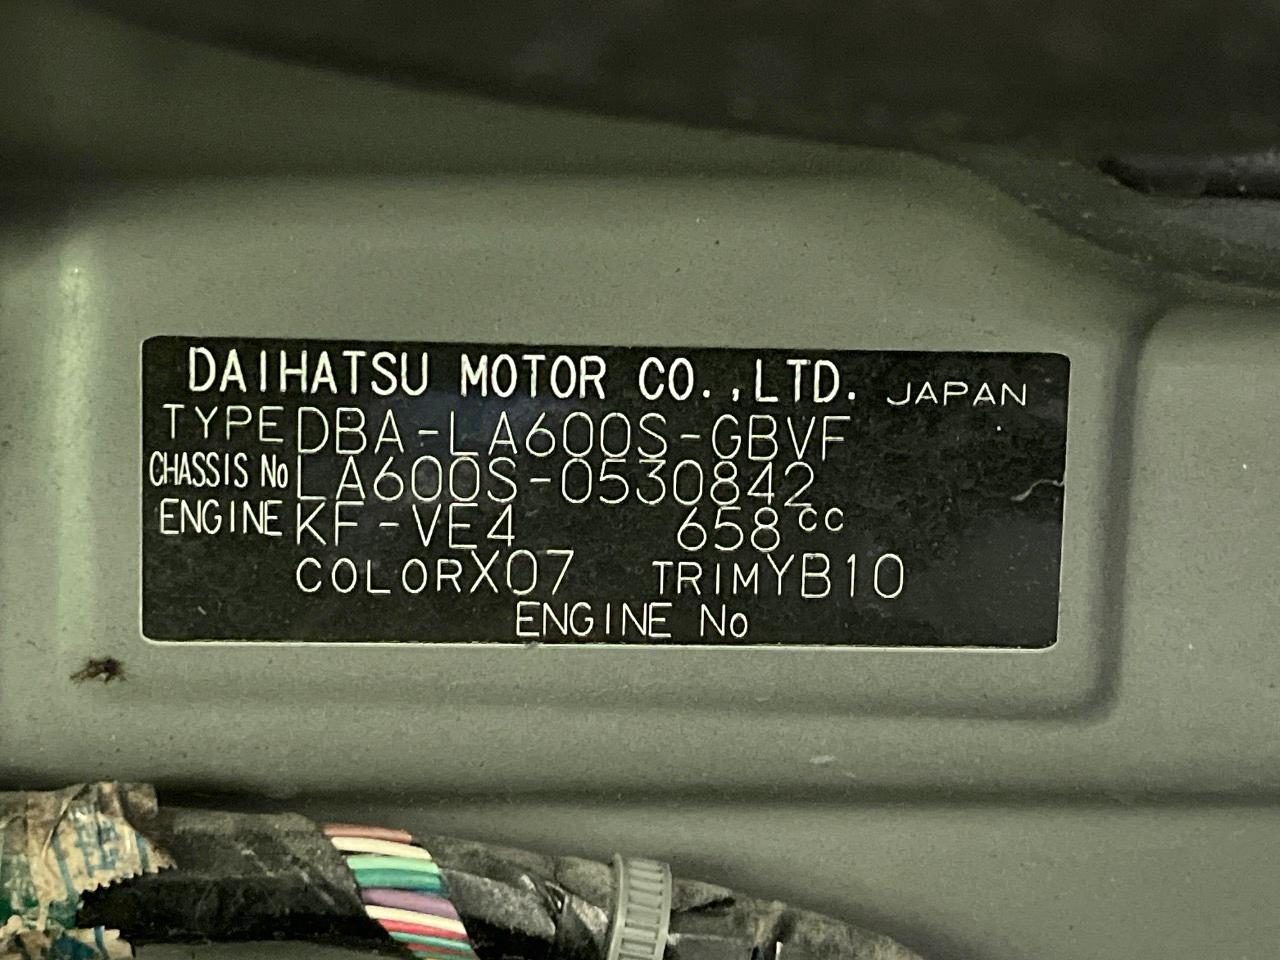 DAIHATSU MOTOR CO.,LTD. JAPAN
TYPE DBA-LA600S-GBVF
CHASSIS No LA600S-0530842
ENGINE KF-VE4 658cc
COLOR X07 TRIM YB10
ENGINE No